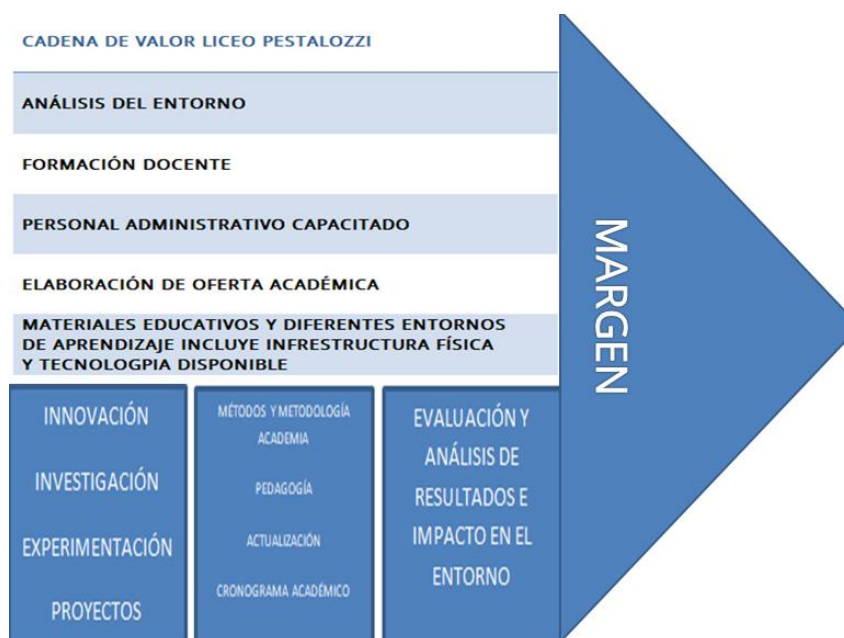 CADENA DE VALOR LICEO PESTALOZZI
ANÁLISIS DEL ENTORNO
FORMACIÓN DOCENTE
PERSONAL ADMINISTRATIVO CAPACITADO
ELABORACIÓN DE OFERTA ACADÉMICA
MATERIALES EDUCATIVOS Y DIFERENTES ENTORNOS
DE APRENDIZAJE INCLUYE INFRESTRUCTURA FÍSICA
Y TECNOLOGPIA DISPONIBLE
INNOVACIÓN
INVESTIGACIÓN
EXPERIMENTACIÓN
PROYECTOS
MÉTODOS Y METODOLOGÍA
ACADEMIA
PEDAGOGÍA
ACTUALIZACIÓN
CRONOGRAMA ACADÉMICO
EVALUACIÓN Y
ANÁLISIS DE
RESULTADOS E
IMPACTO EN EL
ENTORNO
MARGEN